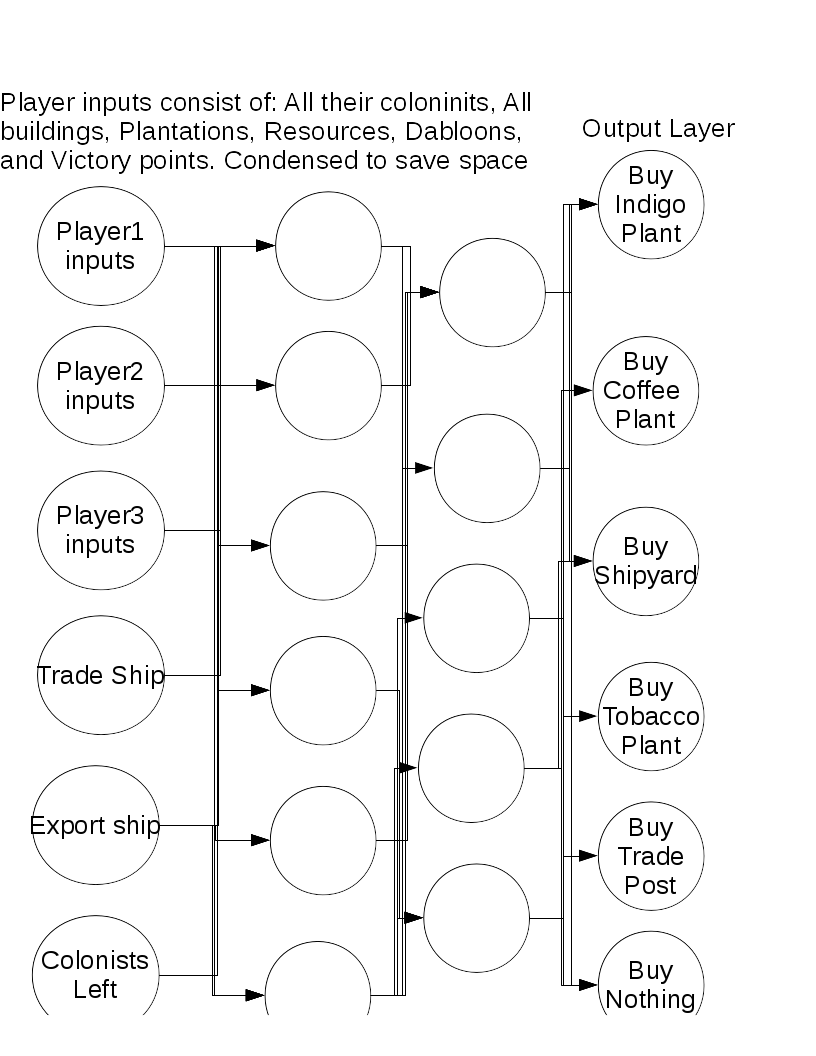 Player inputs consist of: All their coloninits, All
buildings, Plantations, Resources, Dabloons,
and Victory points. Condensed to save space
Output Layer
Player1
inputs
Player2
inputs
Player3
inputs
Trade Ship
Export ship
Colonists
Left
Buy
Indigo
Plant
Buy
Coffee
Plant
Buy
Shipyard
Buy
Tobacco
Plant
Buy
Trade
Post
Buy
Nothing